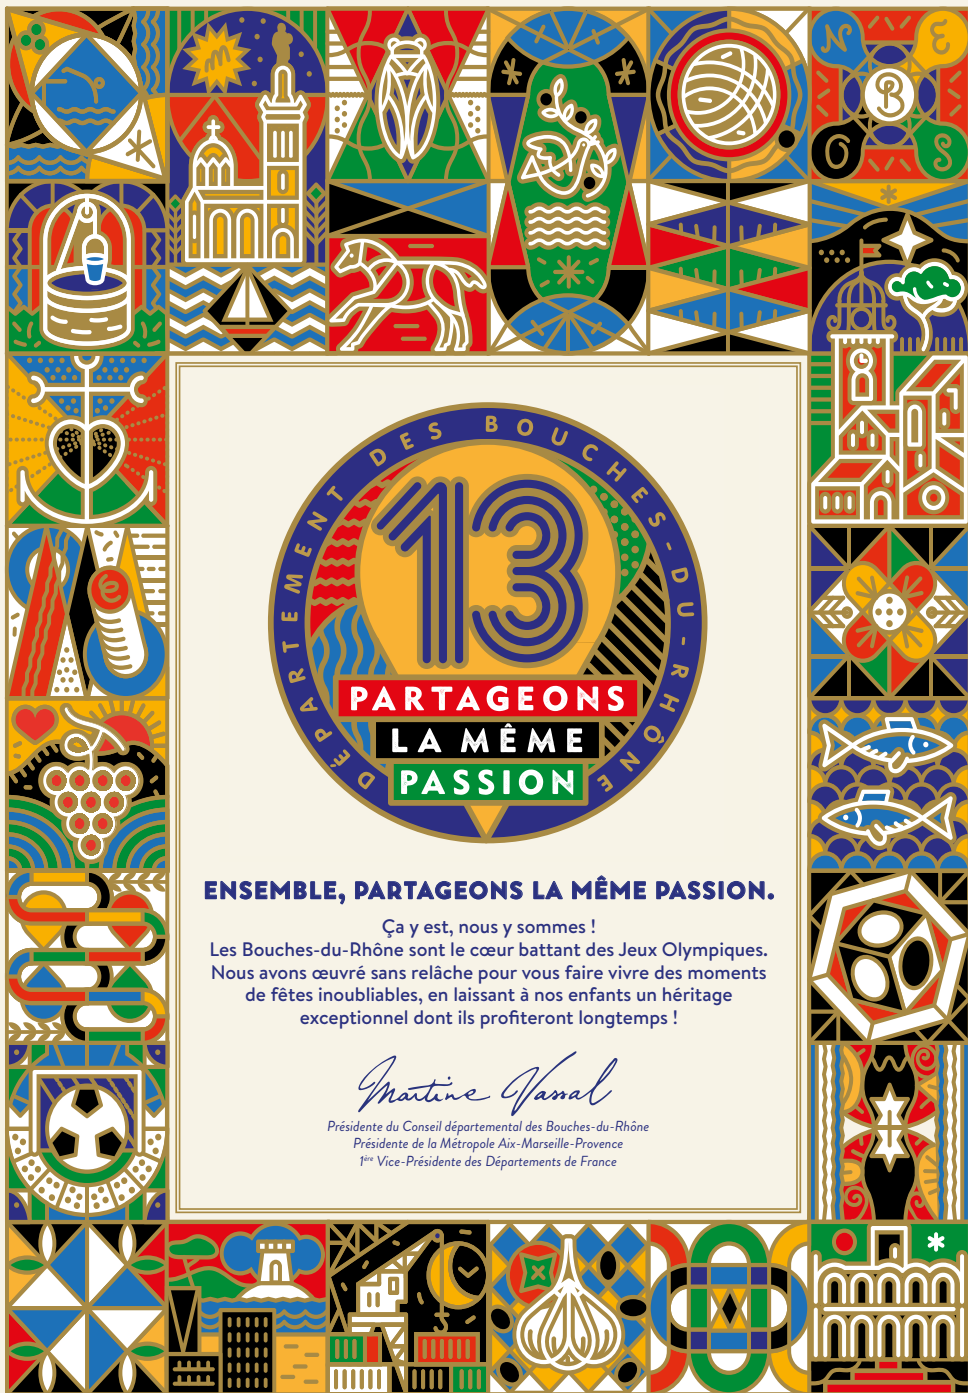 N E
B
O S
DÉPARTEMENT DES BOUCHES-DU-RHÔNE
13
PARTAGEONS
LA MÊME
PASSION
ENSEMBLE, PARTAGEONS LA MÊME PASSION.
Ça y est, nous y sommes !
Les Bouches-du-Rhône sont le cœur battant des Jeux Olympiques.
Nous avons œuvré sans relâche pour vous faire vivre des moments
de fêtes inoubliables, en laissant à nos enfants un héritage
exceptionnel dont ils profiteront longtemps !
Martine Vassal
Présidente du Conseil départemental des Bouches-du-Rhône
Présidente de la Métropole Aix-Marseille-Provence
1ère Vice-Présidente des Départements de France